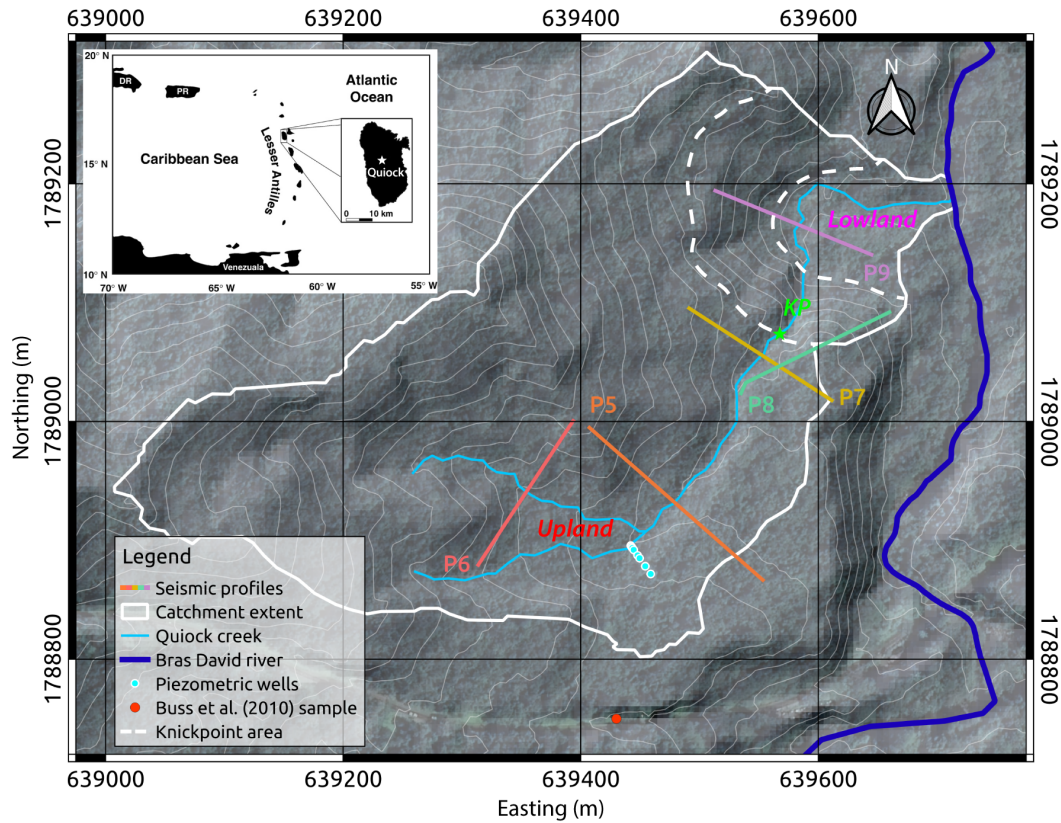 639000 639200 639400 639600
20° N
DR
PR
Atlantic
Ocean
Caribbean Sea
15° N
Lesser Antilles
Quiock
0 10 km
10° N
Venezuala
70° W 65° W 60° W 55° W
N
1789200
1789200
Lowland
P9
KP
P7
P8
P5
Northing (m)
1789000
1789000
Upland
P6
Legend
Seismic profiles
Catchment extent
Quiock creek
Bras David river
Piezometric wells
Buss et al. (2010) sample
Knickpoint area
1788800
1788800
639000 639200 639400 639600
Easting (m)